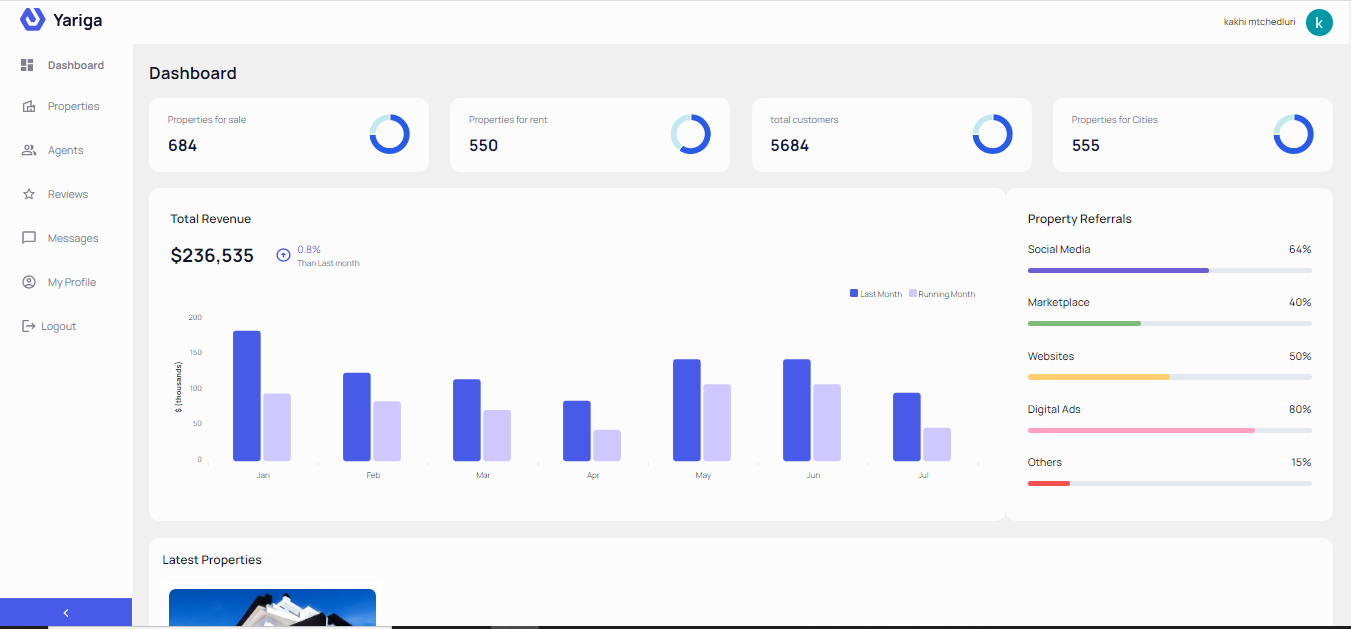 Yariga
kakhi mtchedluri
k
Dashboard
Properties
Agents
Reviews
Messages
My Profile
Logout
Dashboard
Properties for sale
684
Properties for rent
550
total customers
5684
Properties for Cities
555
Total Revenue
$236,535
0.8%
Than Last month
Last Month Running Month
200
150
100
50
0
$ (thousands)
Jan Feb Mar Apr May Jun Jul
Property Referrals
Social Media 64%
Marketplace 40%
Websites 50%
Digital Ads 80%
Others 15%
Latest Properties